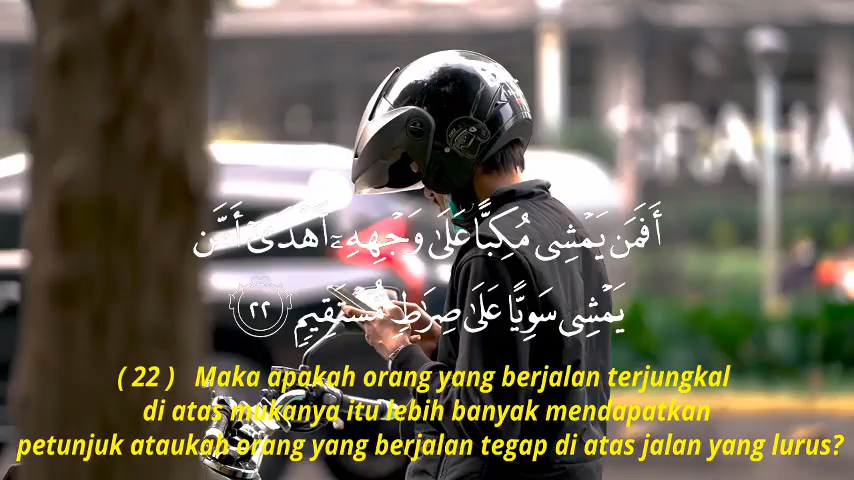 أَفَمَن يَمْشِى مُكِبًّا عَلَىٰ وَجْهِهِۦٓ أَهْدَىٰٓ أَمَّن
يَمْشِى سَوِيًّا عَلَىٰ صِرَٰطٍ مُّسْتَقِيمٍ ٢٢
( 22 ) Maka apakah orang yang berjalan terjungkal
di atas mukanya itu lebih banyak mendapatkan
petunjuk ataukah orang yang berjalan tegap di atas jalan yang lurus?